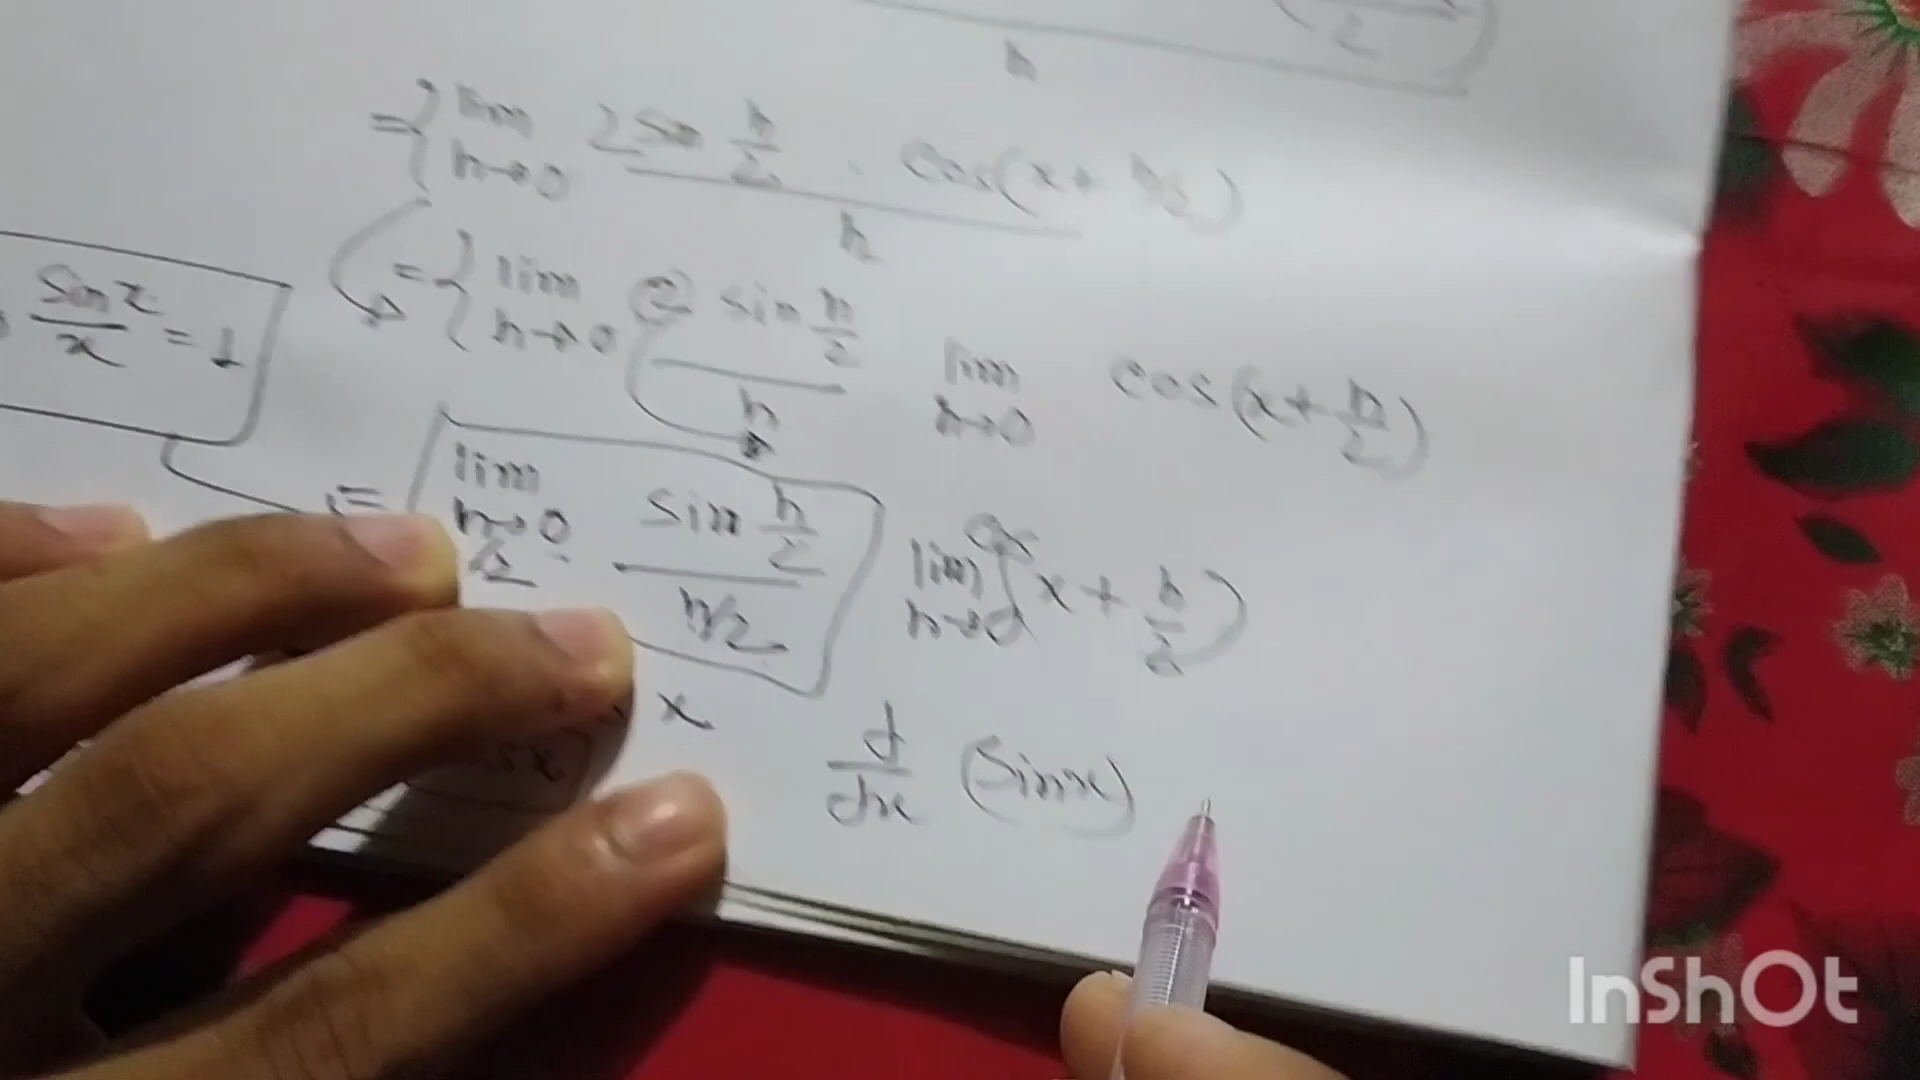 h 2
= { lim h→0 2 sin h/2 . cos(x + h/2) / h
= { lim h→0 2 sin h/2 / h lim h→0 cos(x + h/2)
sin x / x = 1
= lim h/2→0 sin h/2 / h/2 lim h→0 cos(x + h/2)
x
d/dx (sin x)
InShOt